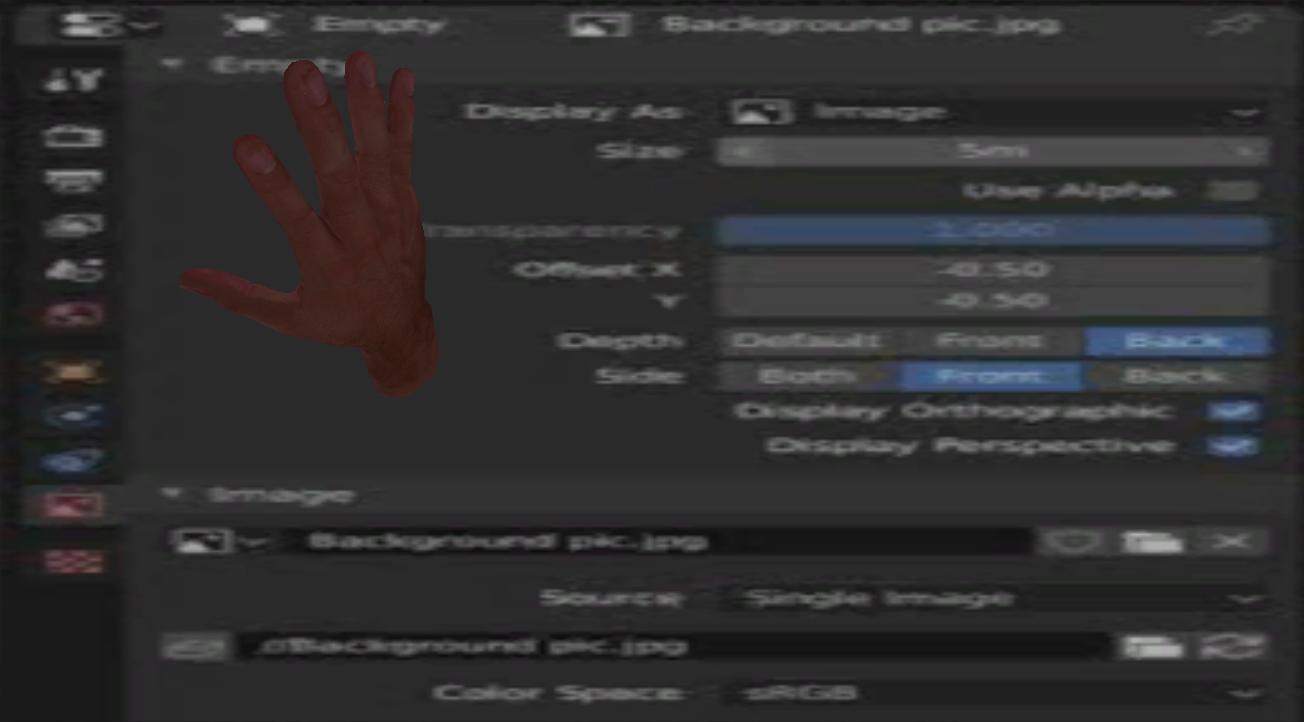 Empty Background pic.jpg
Empty
Display As Image
Size 5m
Use Alpha
ransparency 1.000
Offset X -0.50
Y -0.50
Depth Default Front Back
Side Both Front Back
Display Orthographic
Display Perspective
Image
Background pic.jpg
Source Single Image
//Background pic.jpg
Color Space sRGB